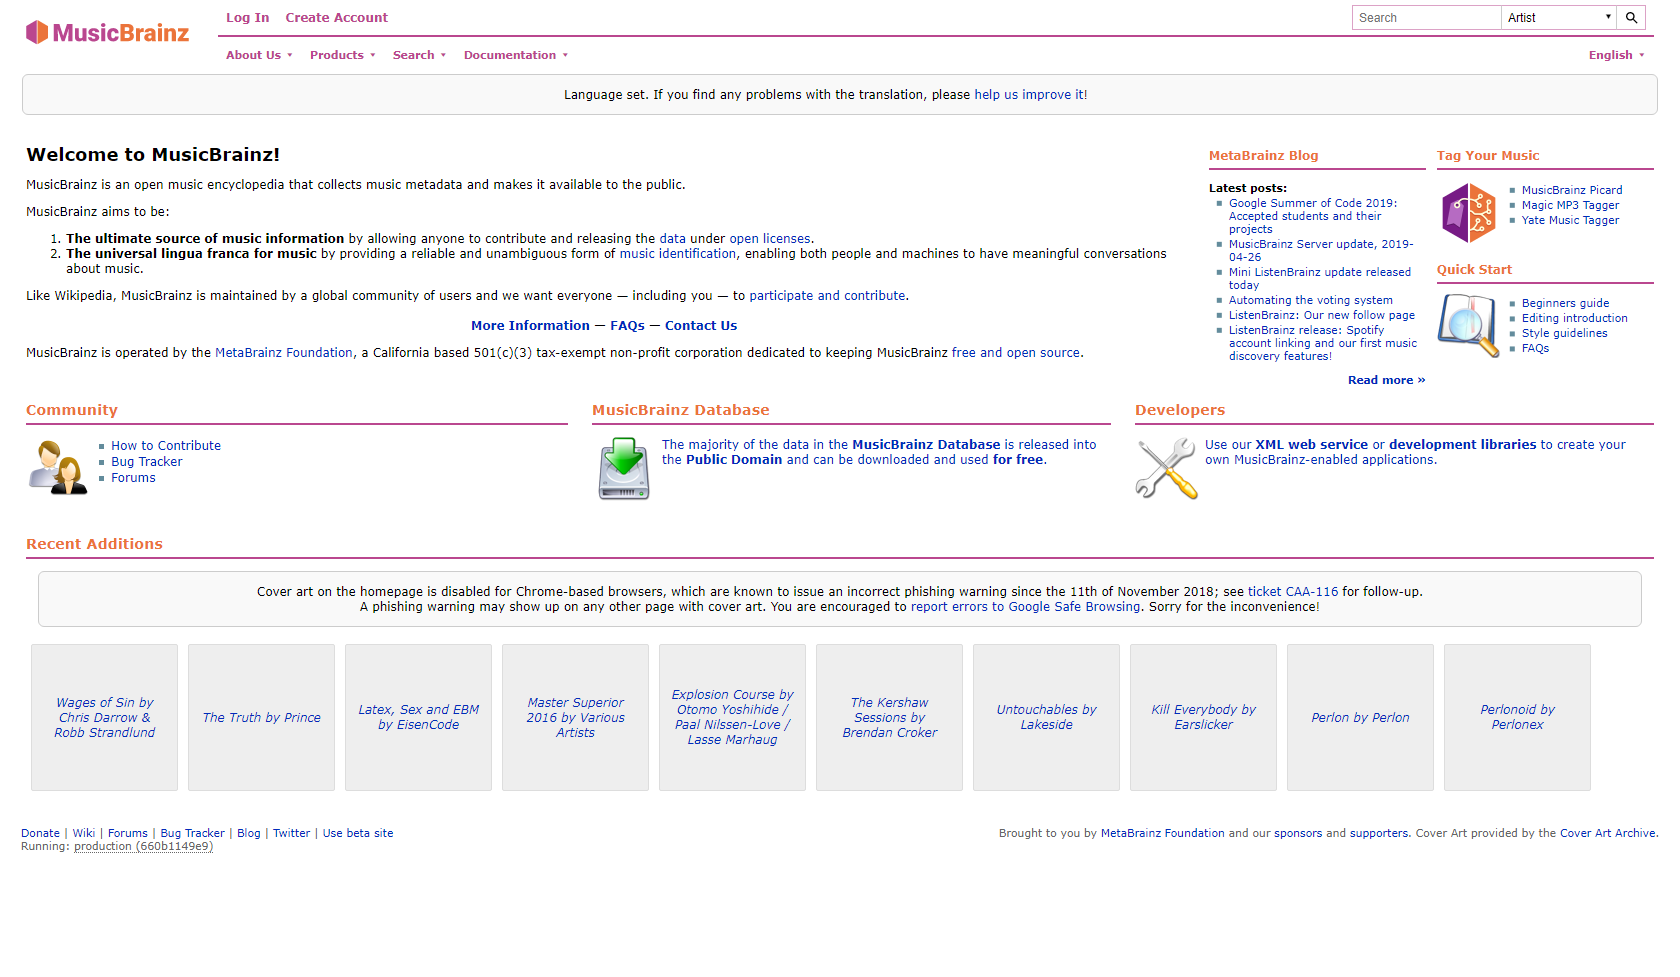 MusicBrainz
Log In Create Account
Search Artist
About Us Products Search Documentation English
Language set. If you find any problems with the translation, please help us improve it!
Welcome to MusicBrainz!
MusicBrainz is an open music encyclopedia that collects music metadata and makes it available to the public.
MusicBrainz aims to be:
1. The ultimate source of music information by allowing anyone to contribute and releasing the data under open licenses.
2. The universal lingua franca for music by providing a reliable and unambiguous form of music identification, enabling both people and machines to have meaningful conversations
about music.
Like Wikipedia, MusicBrainz is maintained by a global community of users and we want everyone — including you — to participate and contribute.
More Information — FAQs — Contact Us
MusicBrainz is operated by the MetaBrainz Foundation, a California based 501(c)(3) tax-exempt non-profit corporation dedicated to keeping MusicBrainz free and open source.
MetaBrainz Blog
Latest posts:
Google Summer of Code 2019:
Accepted students and their
projects
MusicBrainz Server update, 2019-
04-26
Mini ListenBrainz update released
today
Automating the voting system
ListenBrainz: Our new follow page
ListenBrainz release: Spotify
account linking and our first music
discovery features!
Read more »
Tag Your Music
MusicBrainz Picard
Magic MP3 Tagger
Yate Music Tagger
Quick Start
Beginners guide
Editing introduction
Style guidelines
FAQs
Community
How to Contribute
Bug Tracker
Forums
MusicBrainz Database
The majority of the data in the MusicBrainz Database is released into
the Public Domain and can be downloaded and used for free.
Developers
Use our XML web service or development libraries to create your
own MusicBrainz-enabled applications.
Recent Additions
Cover art on the homepage is disabled for Chrome-based browsers, which are known to issue an incorrect phishing warning since the 11th of November 2018; see ticket CAA-116 for follow-up.
A phishing warning may show up on any other page with cover art. You are encouraged to report errors to Google Safe Browsing. Sorry for the inconvenience!
Wages of Sin by
Chris Darrow &
Robb Strandlund
The Truth by Prince
Latex, Sex and EBM
by EisenCode
Master Superior
2016 by Various
Artists
Explosion Course by
Otomo Yoshihide /
Paal Nilssen-Love /
Lasse Marhaug
The Kershaw
Sessions by
Brendan Croker
Untouchables by
Lakeside
Kill Everybody by
Earslicker
Perlon by Perlon
Perlonoid by
Perlonex
Donate | Wiki | Forums | Bug Tracker | Blog | Twitter | Use beta site
Running: production (660b1149e9)
Brought to you by MetaBrainz Foundation and our sponsors and supporters. Cover Art provided by the Cover Art Archive.